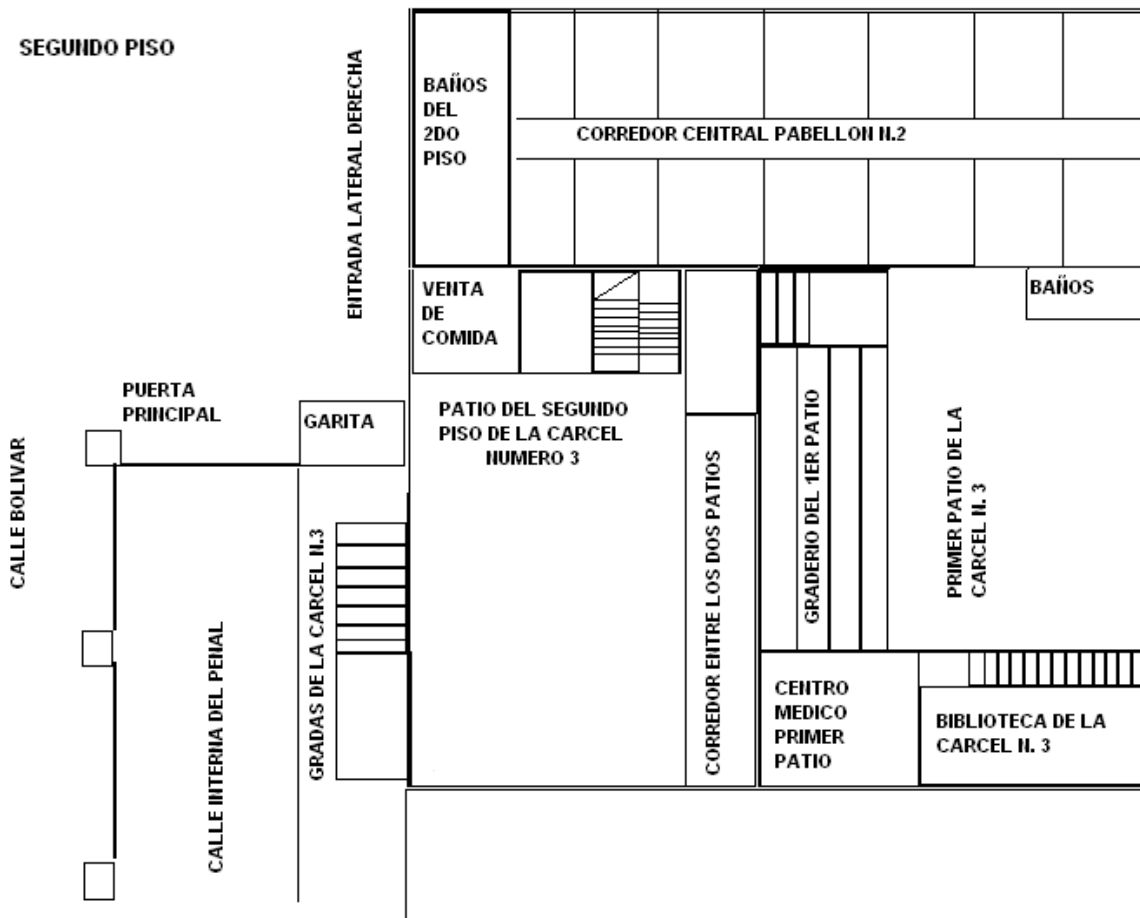 SEGUNDO PISO
ENTRADA LATERAL DERECHA
BAÑOS
DEL
2DO
PISO
CORREDOR CENTRAL PABELLON N.2
VENTA
DE
COMIDA
BAÑOS
PUERTA
PRINCIPAL
GARITA
PATIO DEL SEGUNDO
PISO DE LA CARCEL
NUMERO 3
CALLE BOLIVAR
CALLE INTERNA DEL PENAL
GRADAS DE LA CARCEL N.3
CORREDOR ENTRE LOS DOS PATIOS
GRADERIO DEL 1ER PATIO
PRIMER PATIO DE LA
CARCEL N. 3
CENTRO
MEDICO
PRIMER
PATIO
BIBLIOTECA DE LA
CARCEL N. 3